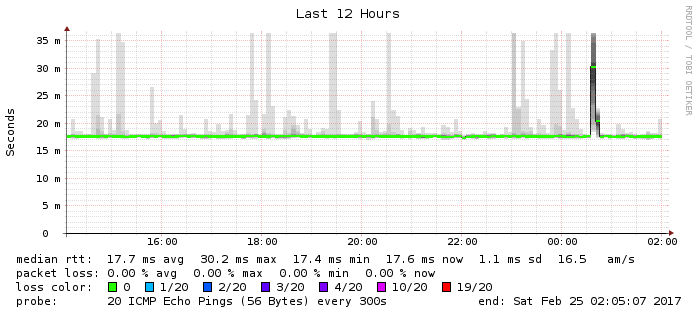 Last 12 Hours
RRDTOOL / TOBI OETIKER
Seconds
35 m
30 m
25 m
20 m
15 m
10 m
5 m
0
16:00 18:00 20:00 22:00 00:00 02:00
median rtt: 17.7 ms avg 30.2 ms max 17.4 ms min 17.6 ms now 1.1 ms sd 16.5 am/s
packet loss: 0.00 % avg 0.00 % max 0.00 % min 0.00 % now
loss color: 0 1/20 2/20 3/20 4/20 10/20 19/20
probe: 20 ICMP Echo Pings (56 Bytes) every 300s end: Sat Feb 25 02:05:07 2017